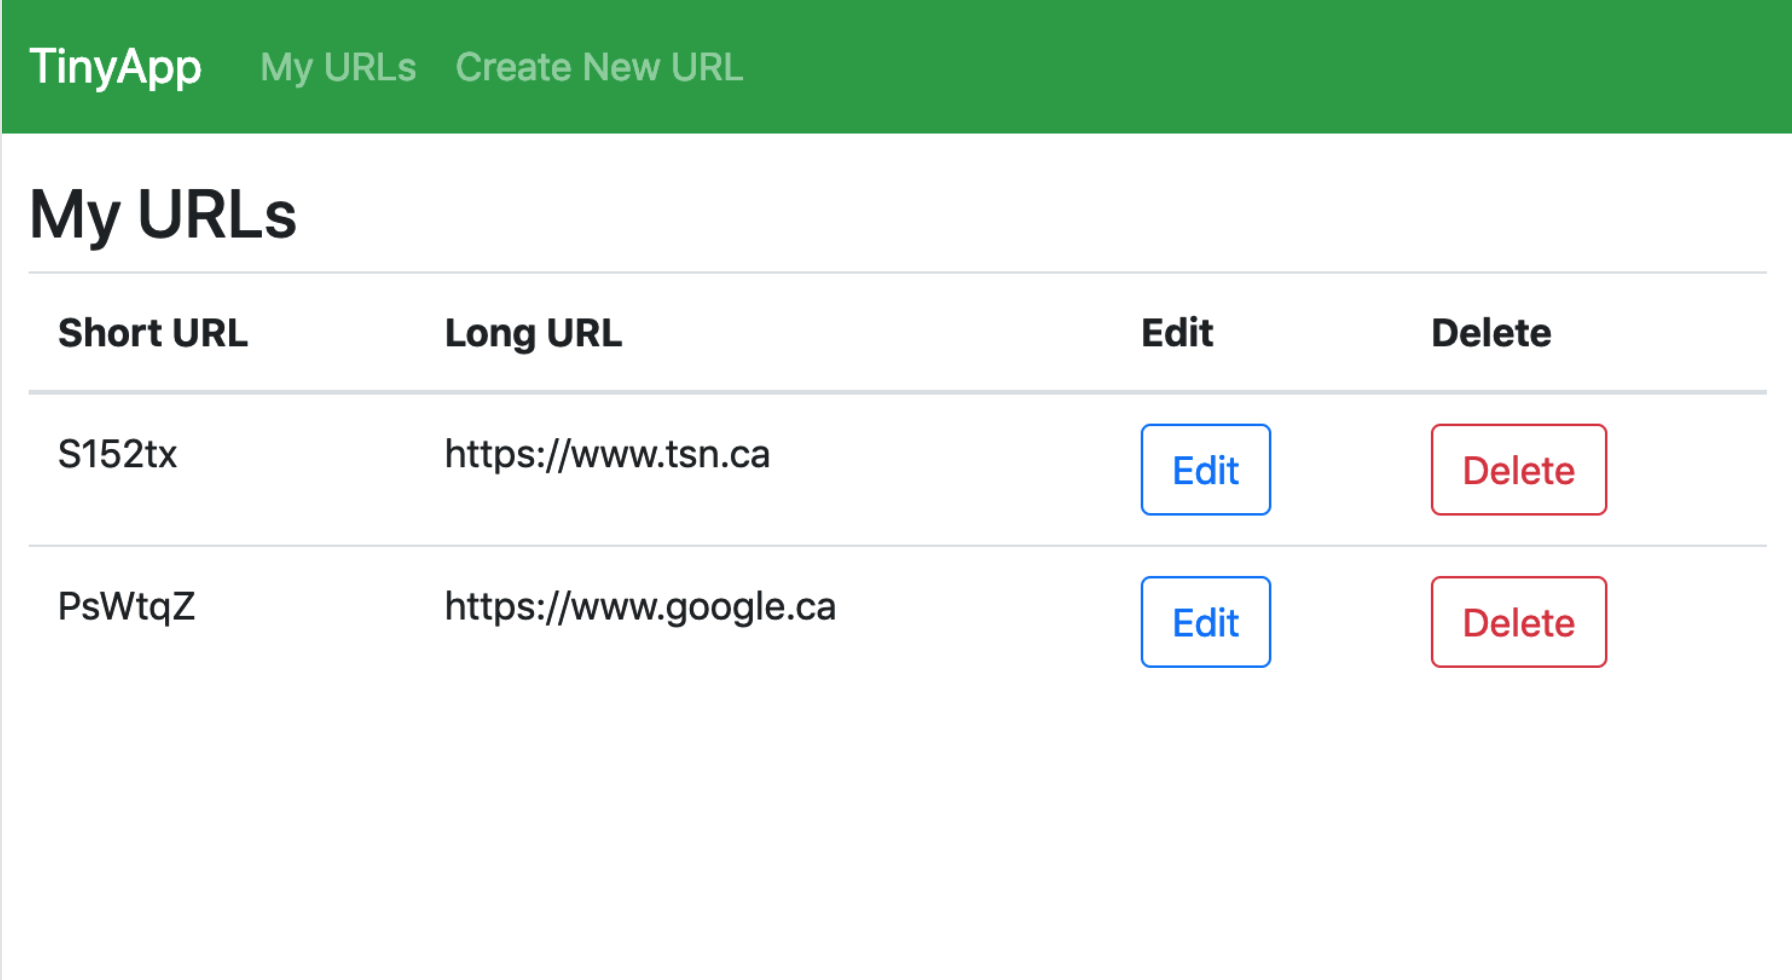 TinyApp My URLs Create New URL
My URLs
Short URL Long URL Edit Delete
S152tx https://www.tsn.ca Edit Delete
PsWtqZ https://www.google.ca Edit Delete